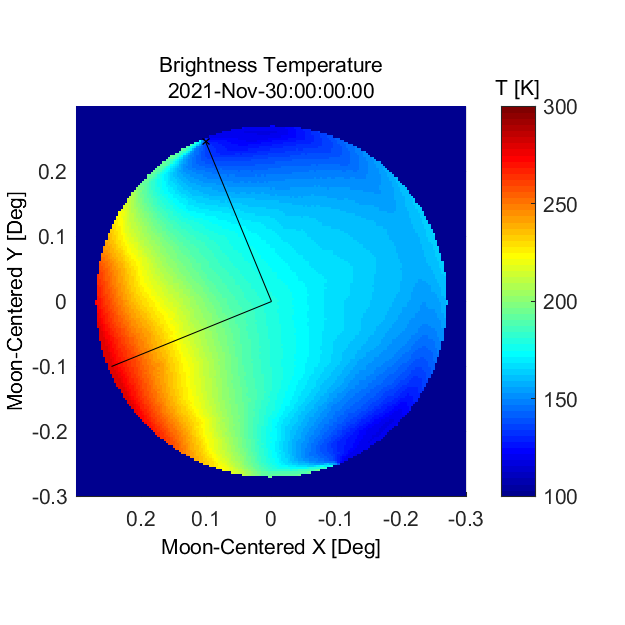 Brightness Temperature
2021-Nov-30:00:00:00
T [K]
300
250
200
150
100
Moon-Centered Y [Deg]
0.2
0.1
0
-0.1
-0.2
-0.3
0.2 0.1 0 -0.1 -0.2 -0.3
Moon-Centered X [Deg]